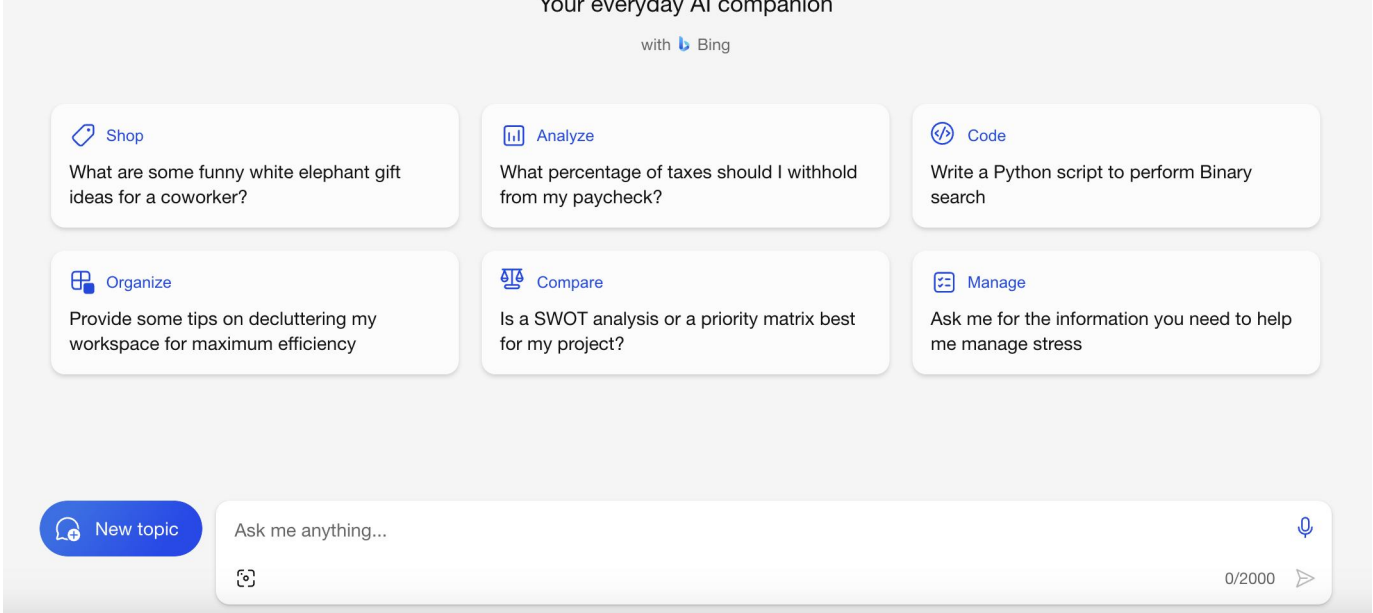 Your everyday AI companion
with Bing
Shop
What are some funny white elephant gift
ideas for a coworker?
Analyze
What percentage of taxes should I withhold
from my paycheck?
Code
Write a Python script to perform Binary
search
Organize
Provide some tips on decluttering my
workspace for maximum efficiency
Compare
Is a SWOT analysis or a priority matrix best
for my project?
Manage
Ask me for the information you need to help
me manage stress
New topic
Ask me anything...
0/2000